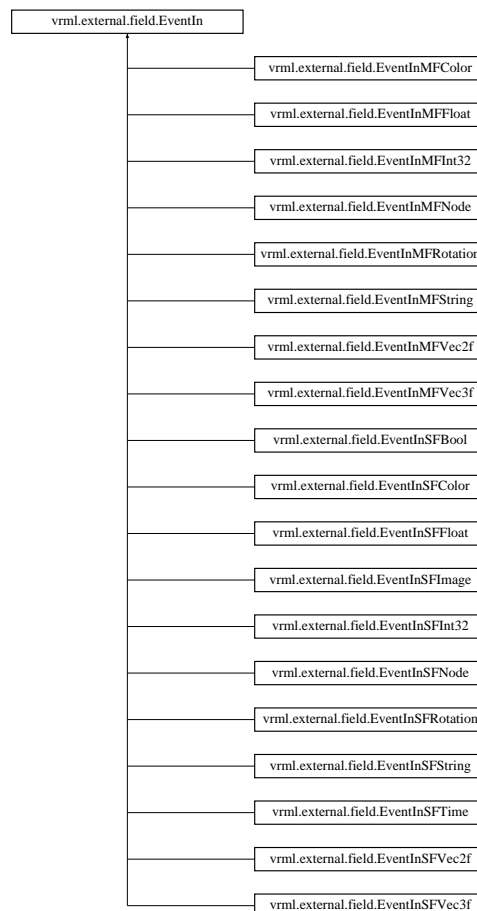 vrml.external.field.EventIn
vrml.external.field.EventInMFColor
vrml.external.field.EventInMFFloat
vrml.external.field.EventInMFInt32
vrml.external.field.EventInMFNode
vrml.external.field.EventInMFRotation
vrml.external.field.EventInMFString
vrml.external.field.EventInMFVec2f
vrml.external.field.EventInMFVec3f
vrml.external.field.EventInSFBool
vrml.external.field.EventInSFColor
vrml.external.field.EventInSFFloat
vrml.external.field.EventInSFImage
vrml.external.field.EventInSFInt32
vrml.external.field.EventInSFNode
vrml.external.field.EventInSFRotation
vrml.external.field.EventInSFString
vrml.external.field.EventInSFTime
vrml.external.field.EventInSFVec2f
vrml.external.field.EventInSFVec3f